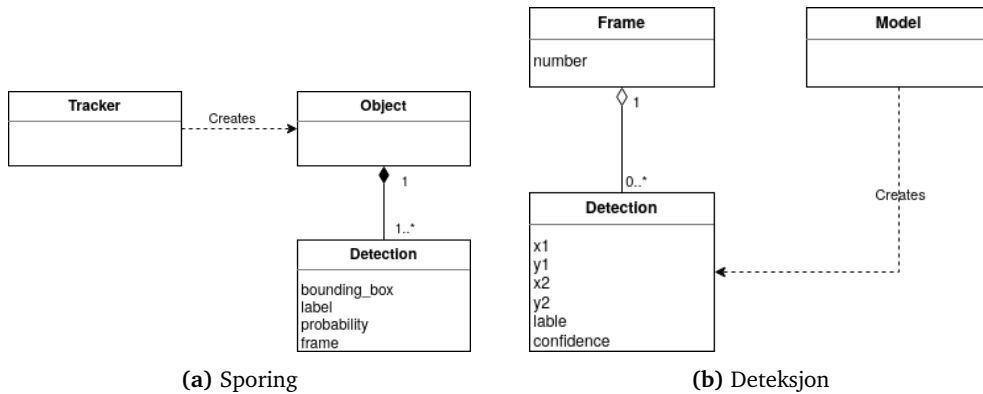 Tracker
Creates
Object
1
1..*
Detection
bounding_box
label
probability
frame
(a) Sporing
Frame
number
1
0..*
Model
Creates
Detection
x1
y1
x2
y2
lable
confidence
(b) Deteksjon